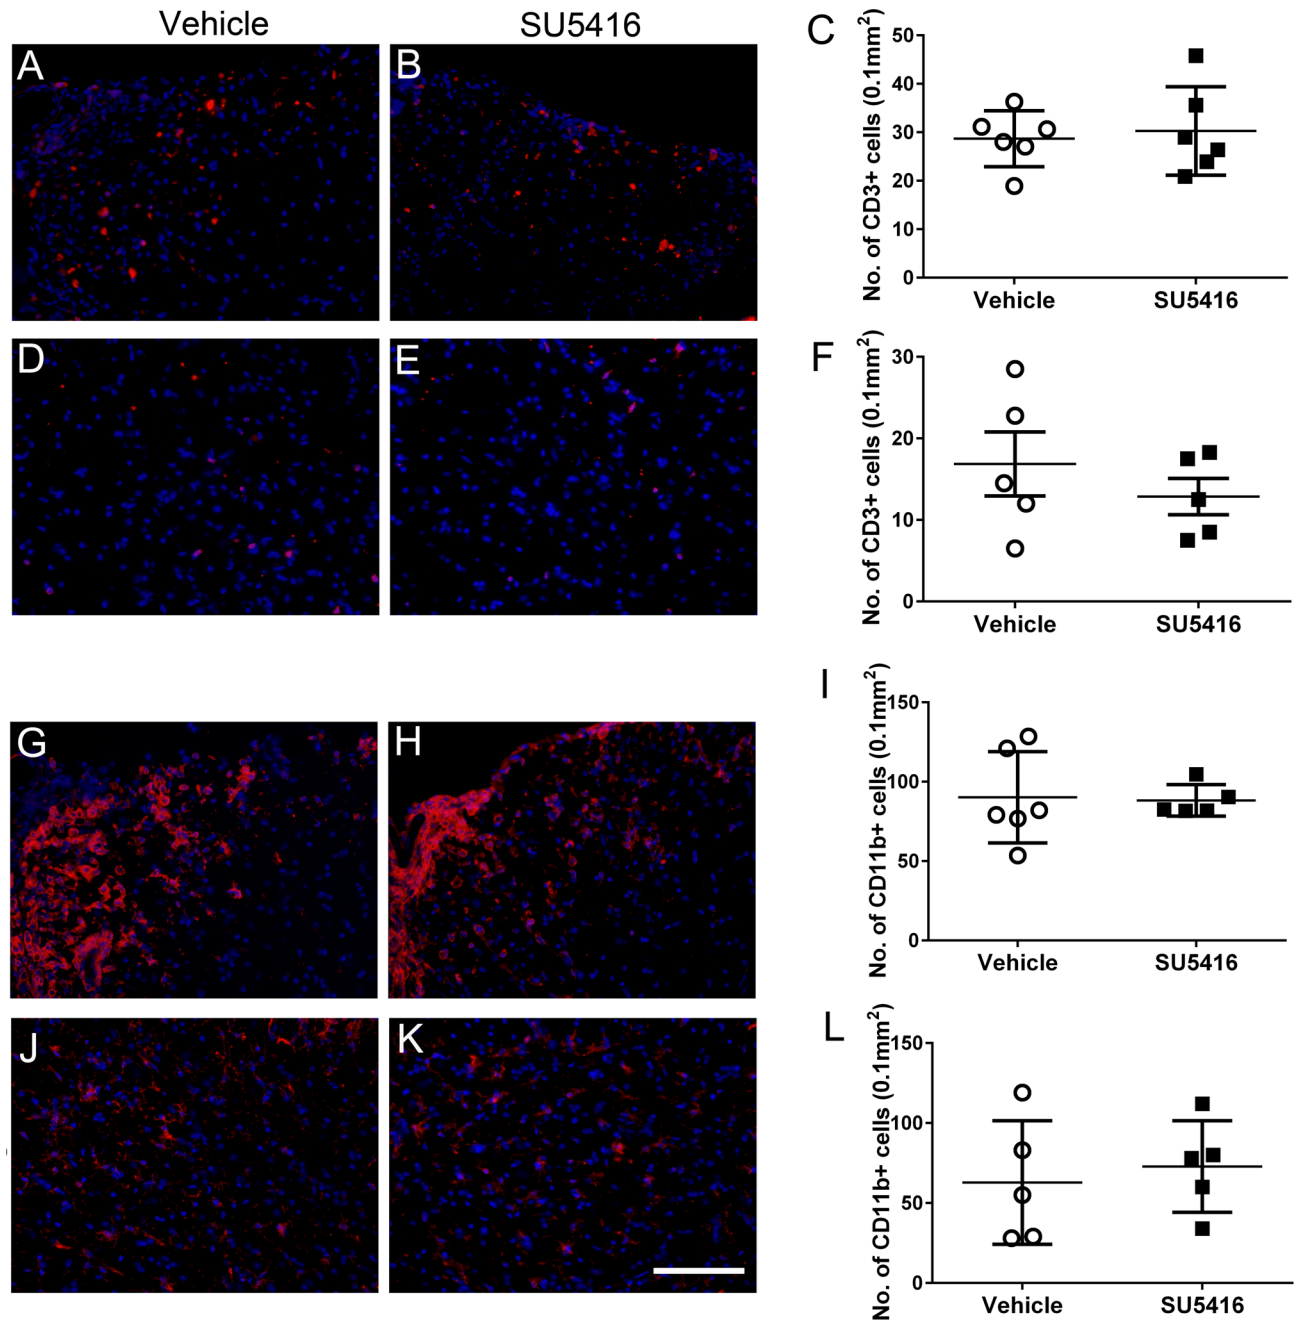 Vehicle SU5416
A
B
C
No. of CD3+ cells (0.1mm²)
50
40
30
20
10
0
Vehicle SU5416
D
E
F
No. of CD3+ cells (0.1mm²)
30
20
10
0
Vehicle SU5416
G
H
I
No. of CD11b+ cells (0.1mm²)
150
100
50
0
Vehicle SU5416
J
K
L
No. of CD11b+ cells (0.1mm²)
150
100
50
0
Vehicle SU5416